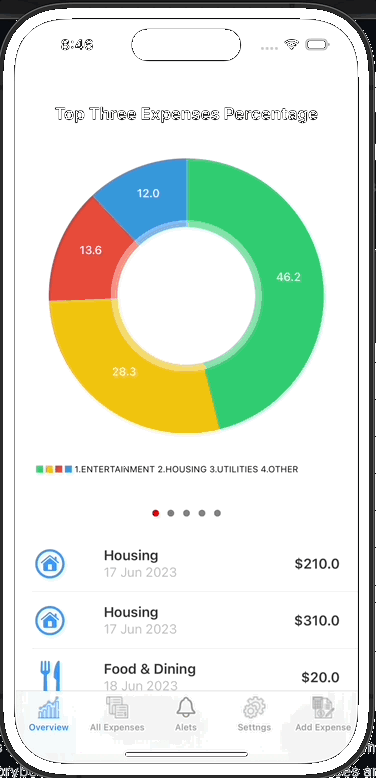 8:46
Top Three Expenses Percentage
12.0
46.2
13.6
28.3
1.ENTERTAINMENT 2.HOUSING 3.UTILITIES 4.OTHER
Housing
$210.0
17 Jun 2023
Housing
$310.0
17 Jun 2023
Food & Dining
$20.0
18 Jun 2023
Overview All Expenses Alets Settings Add Expense